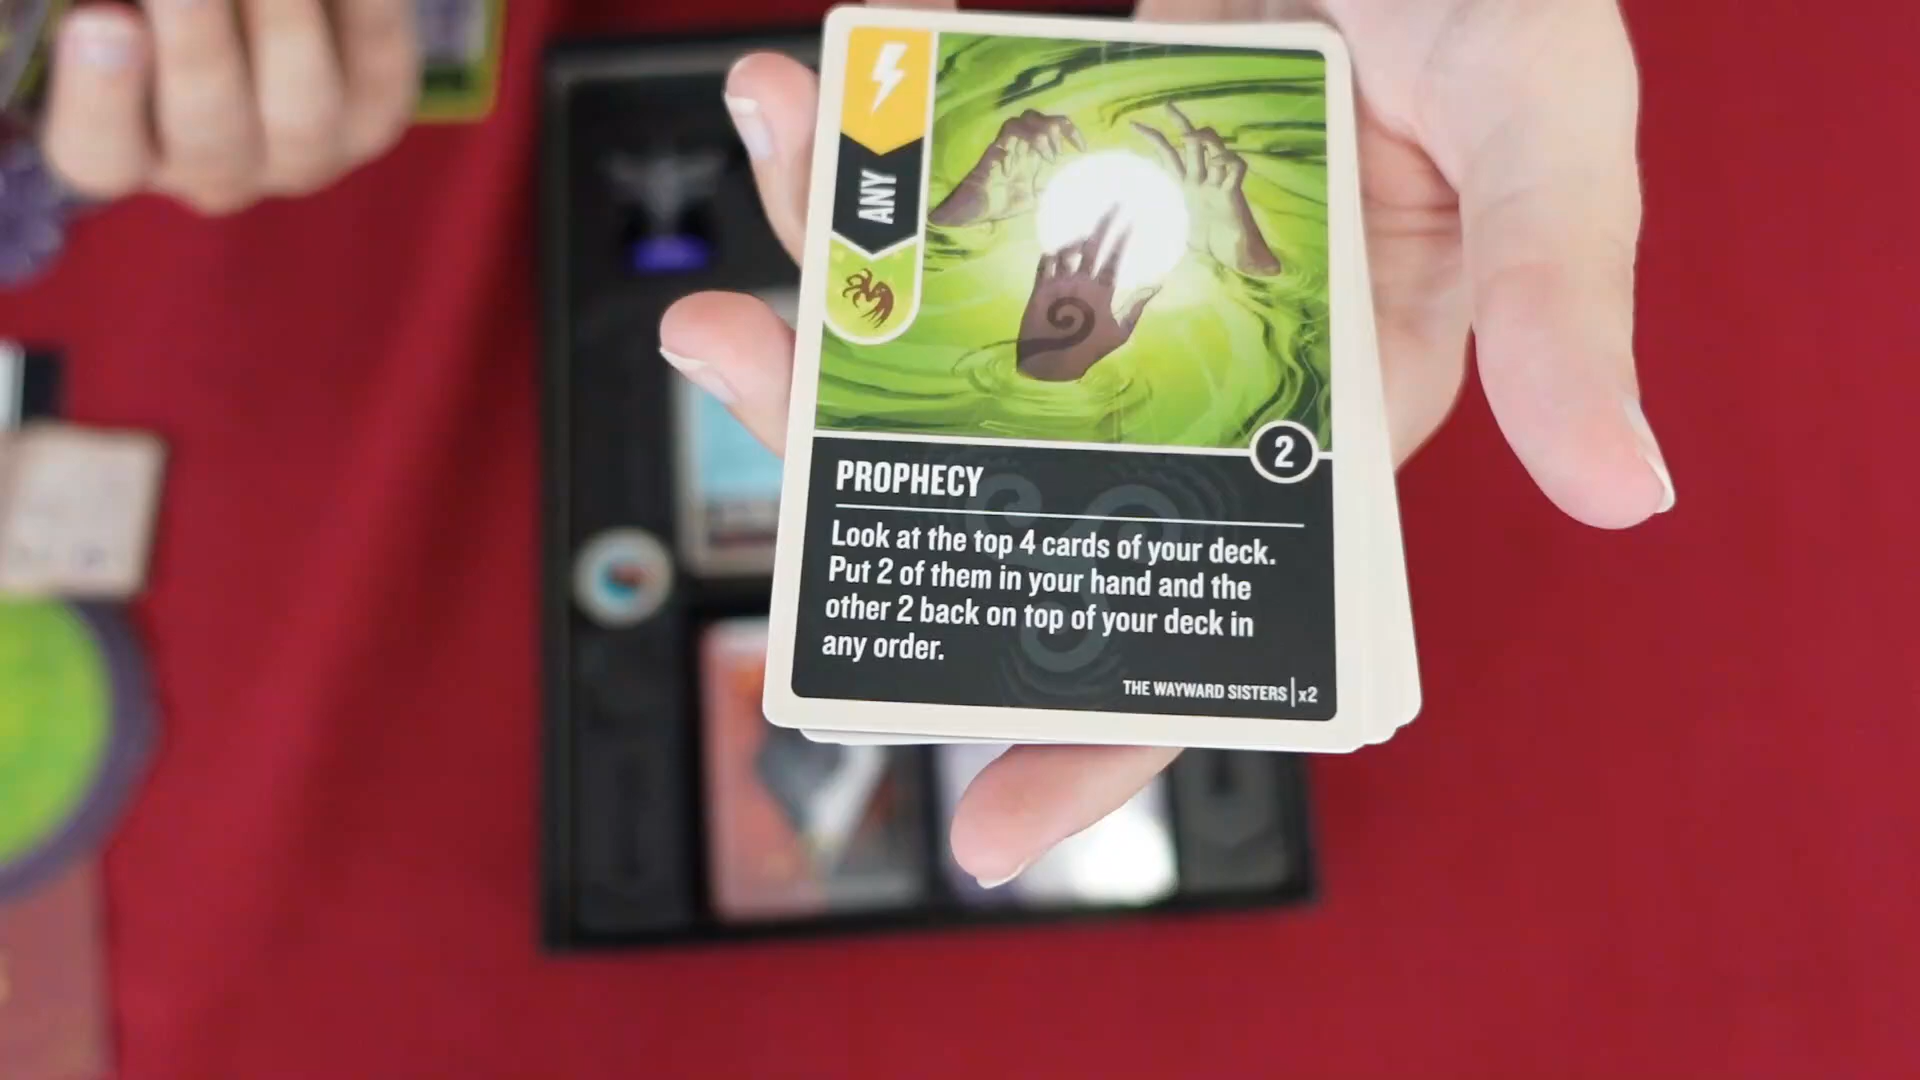 ANY
2
PROPHECY
Look at the top 4 cards of your deck.
Put 2 of them in your hand and the
other 2 back on top of your deck in
any order.
THE WAYWARD SISTERS|x2